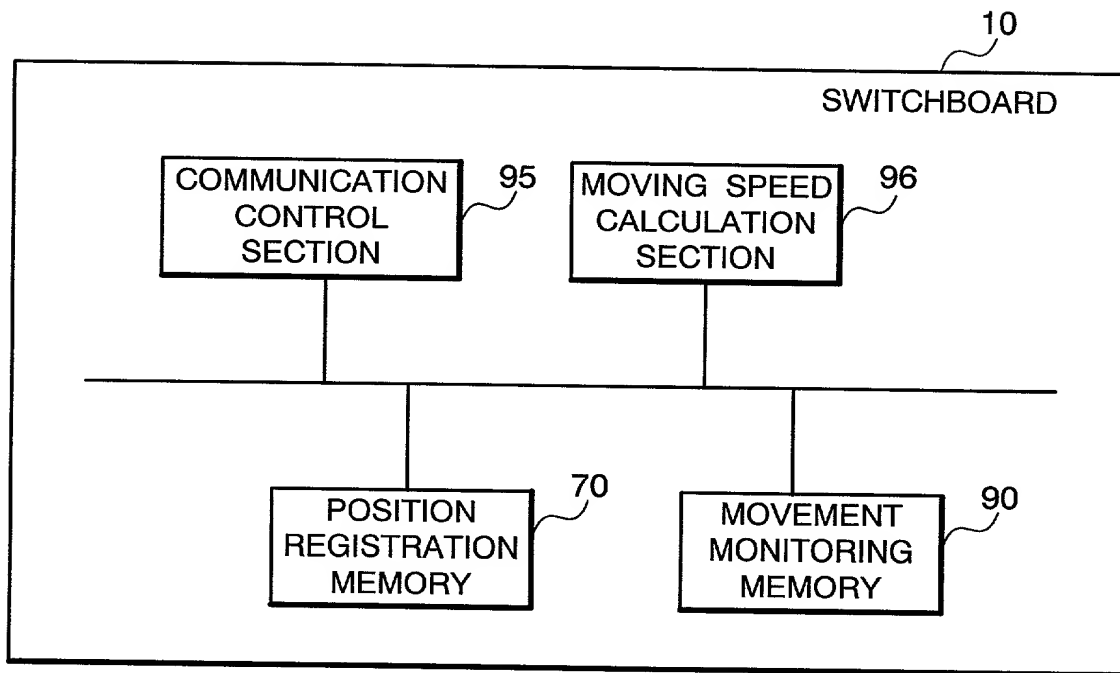 10
SWITCHBOARD
COMMUNICATION
CONTROL
SECTION
95
MOVING SPEED
CALCULATION
SECTION
96
POSITION
REGISTRATION
MEMORY
70
MOVEMENT
MONITORING
MEMORY
90